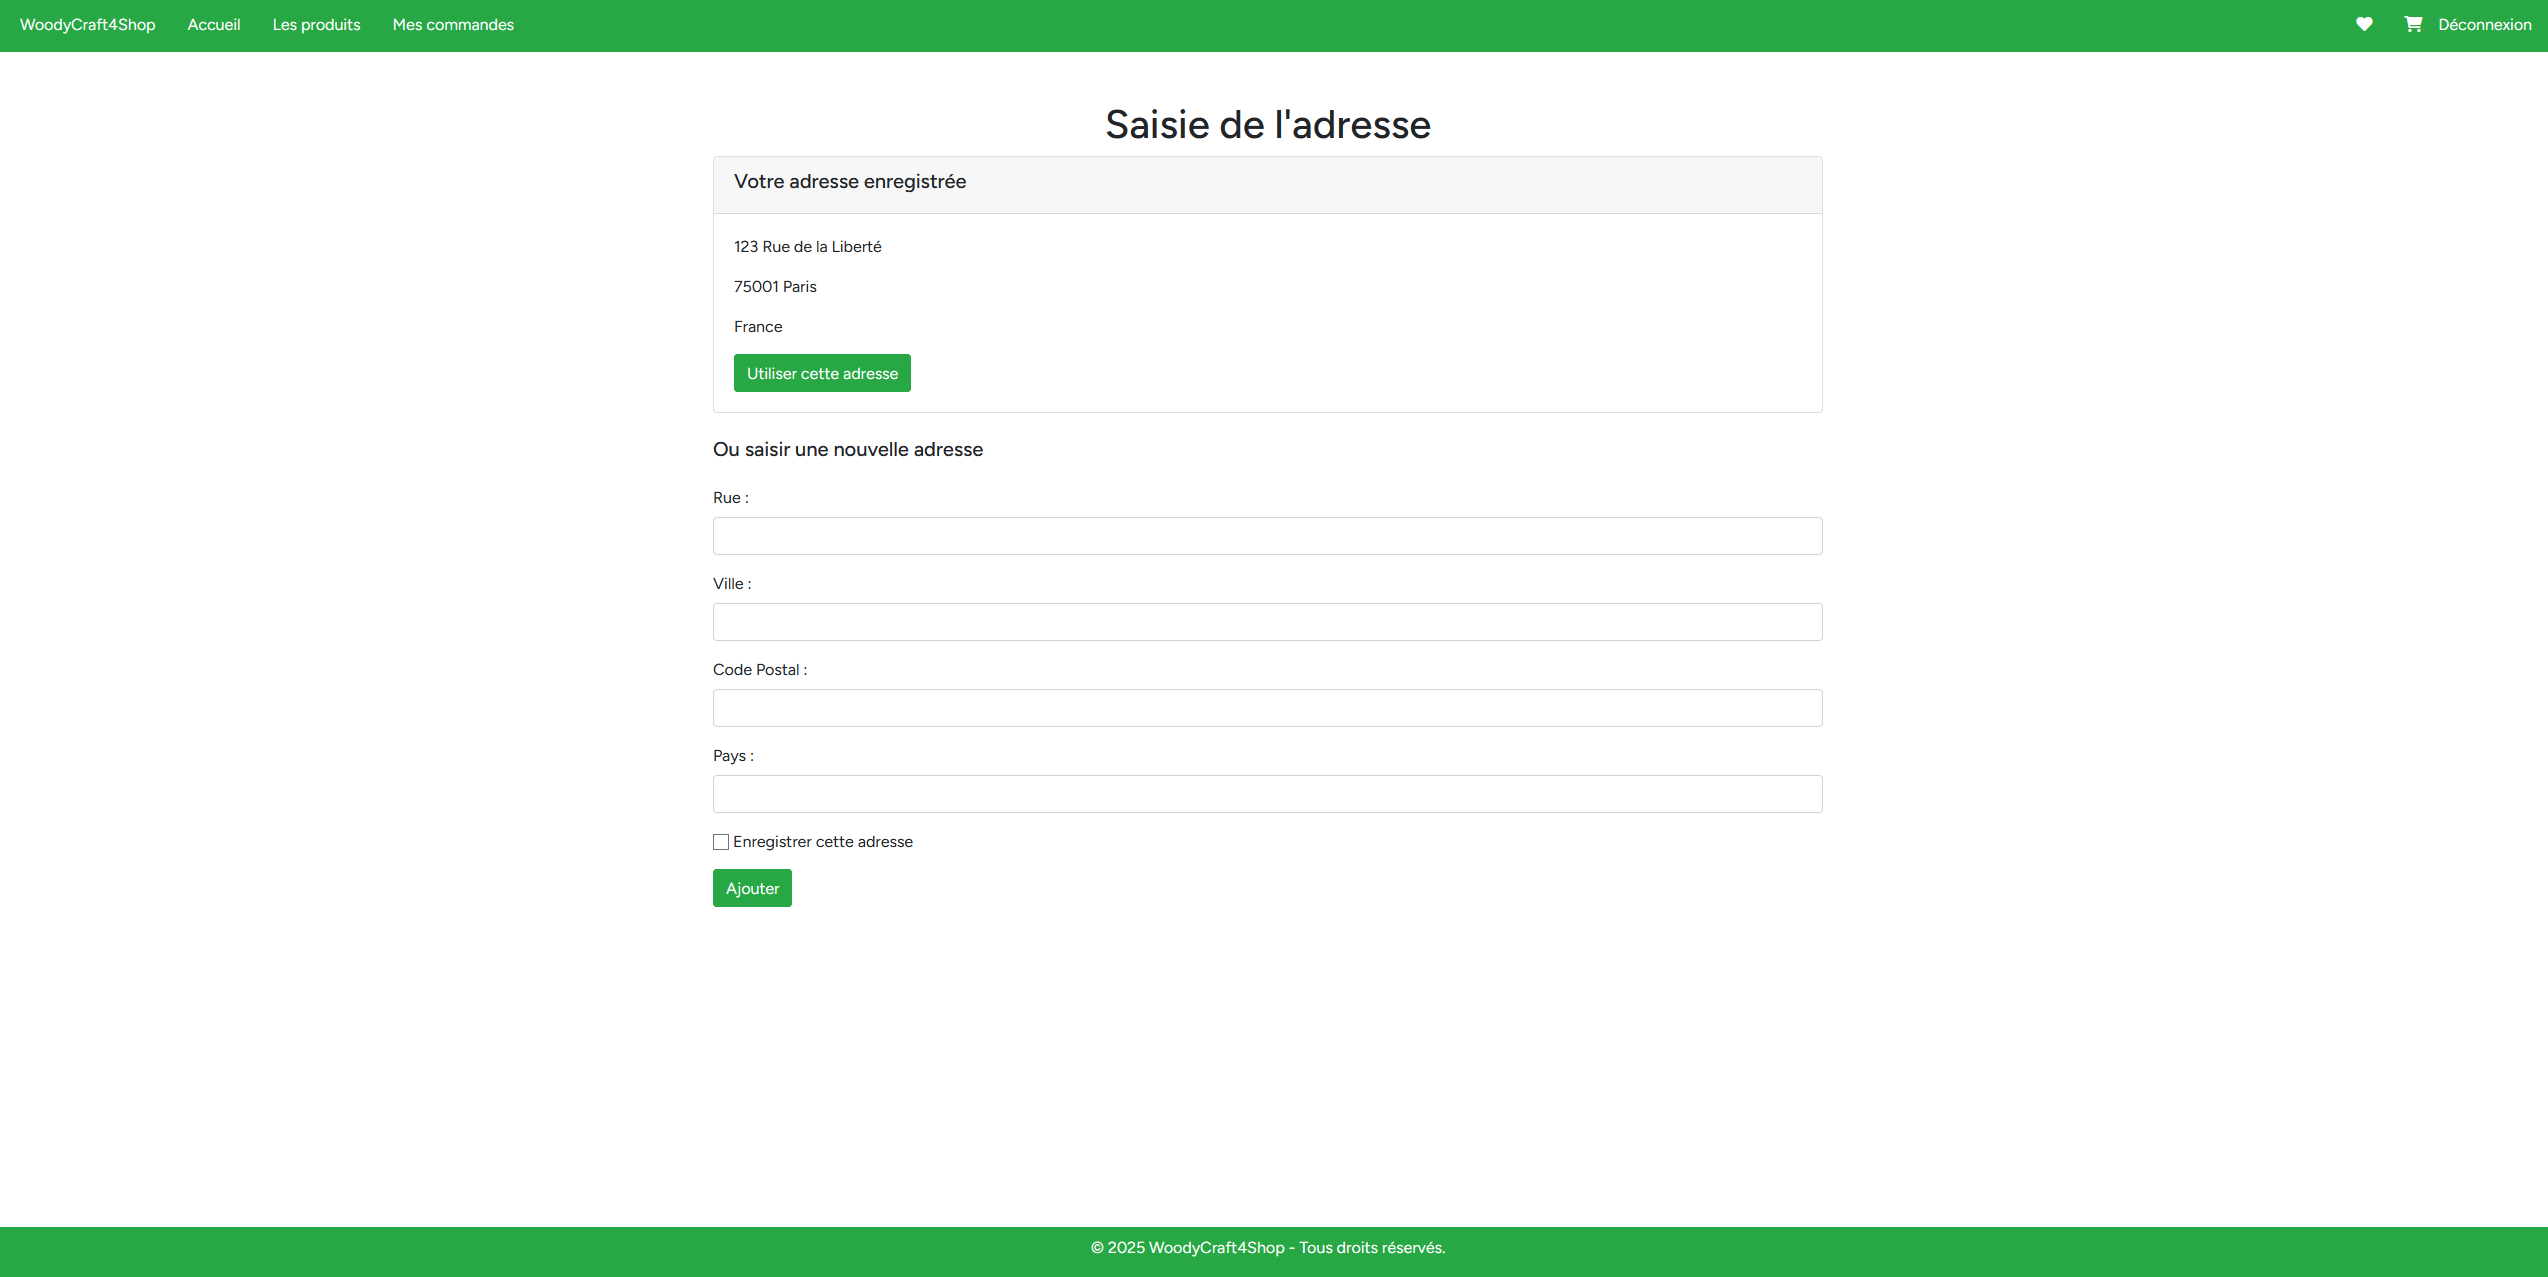 WoodyCraft4Shop Accueil Les produits Mes commandes Déconnexion
Saisie de l'adresse
Votre adresse enregistrée
123 Rue de la Liberté
75001 Paris
France
Utiliser cette adresse
Ou saisir une nouvelle adresse
Rue :
Ville :
Code Postal :
Pays :
Enregistrer cette adresse
Ajouter
© 2025 WoodyCraft4Shop - Tous droits réservés.